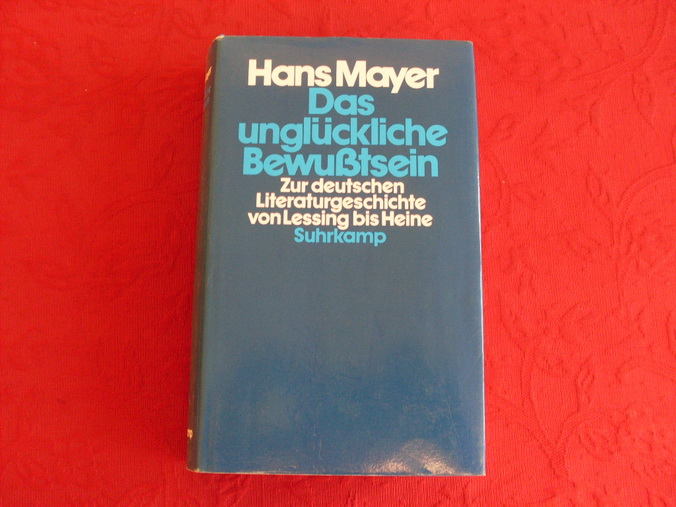 Hans Mayer
Das
unglückliche
Bewußtsein
Zur deutschen
Literaturgeschichte
von Lessing bis Heine
Suhrkamp